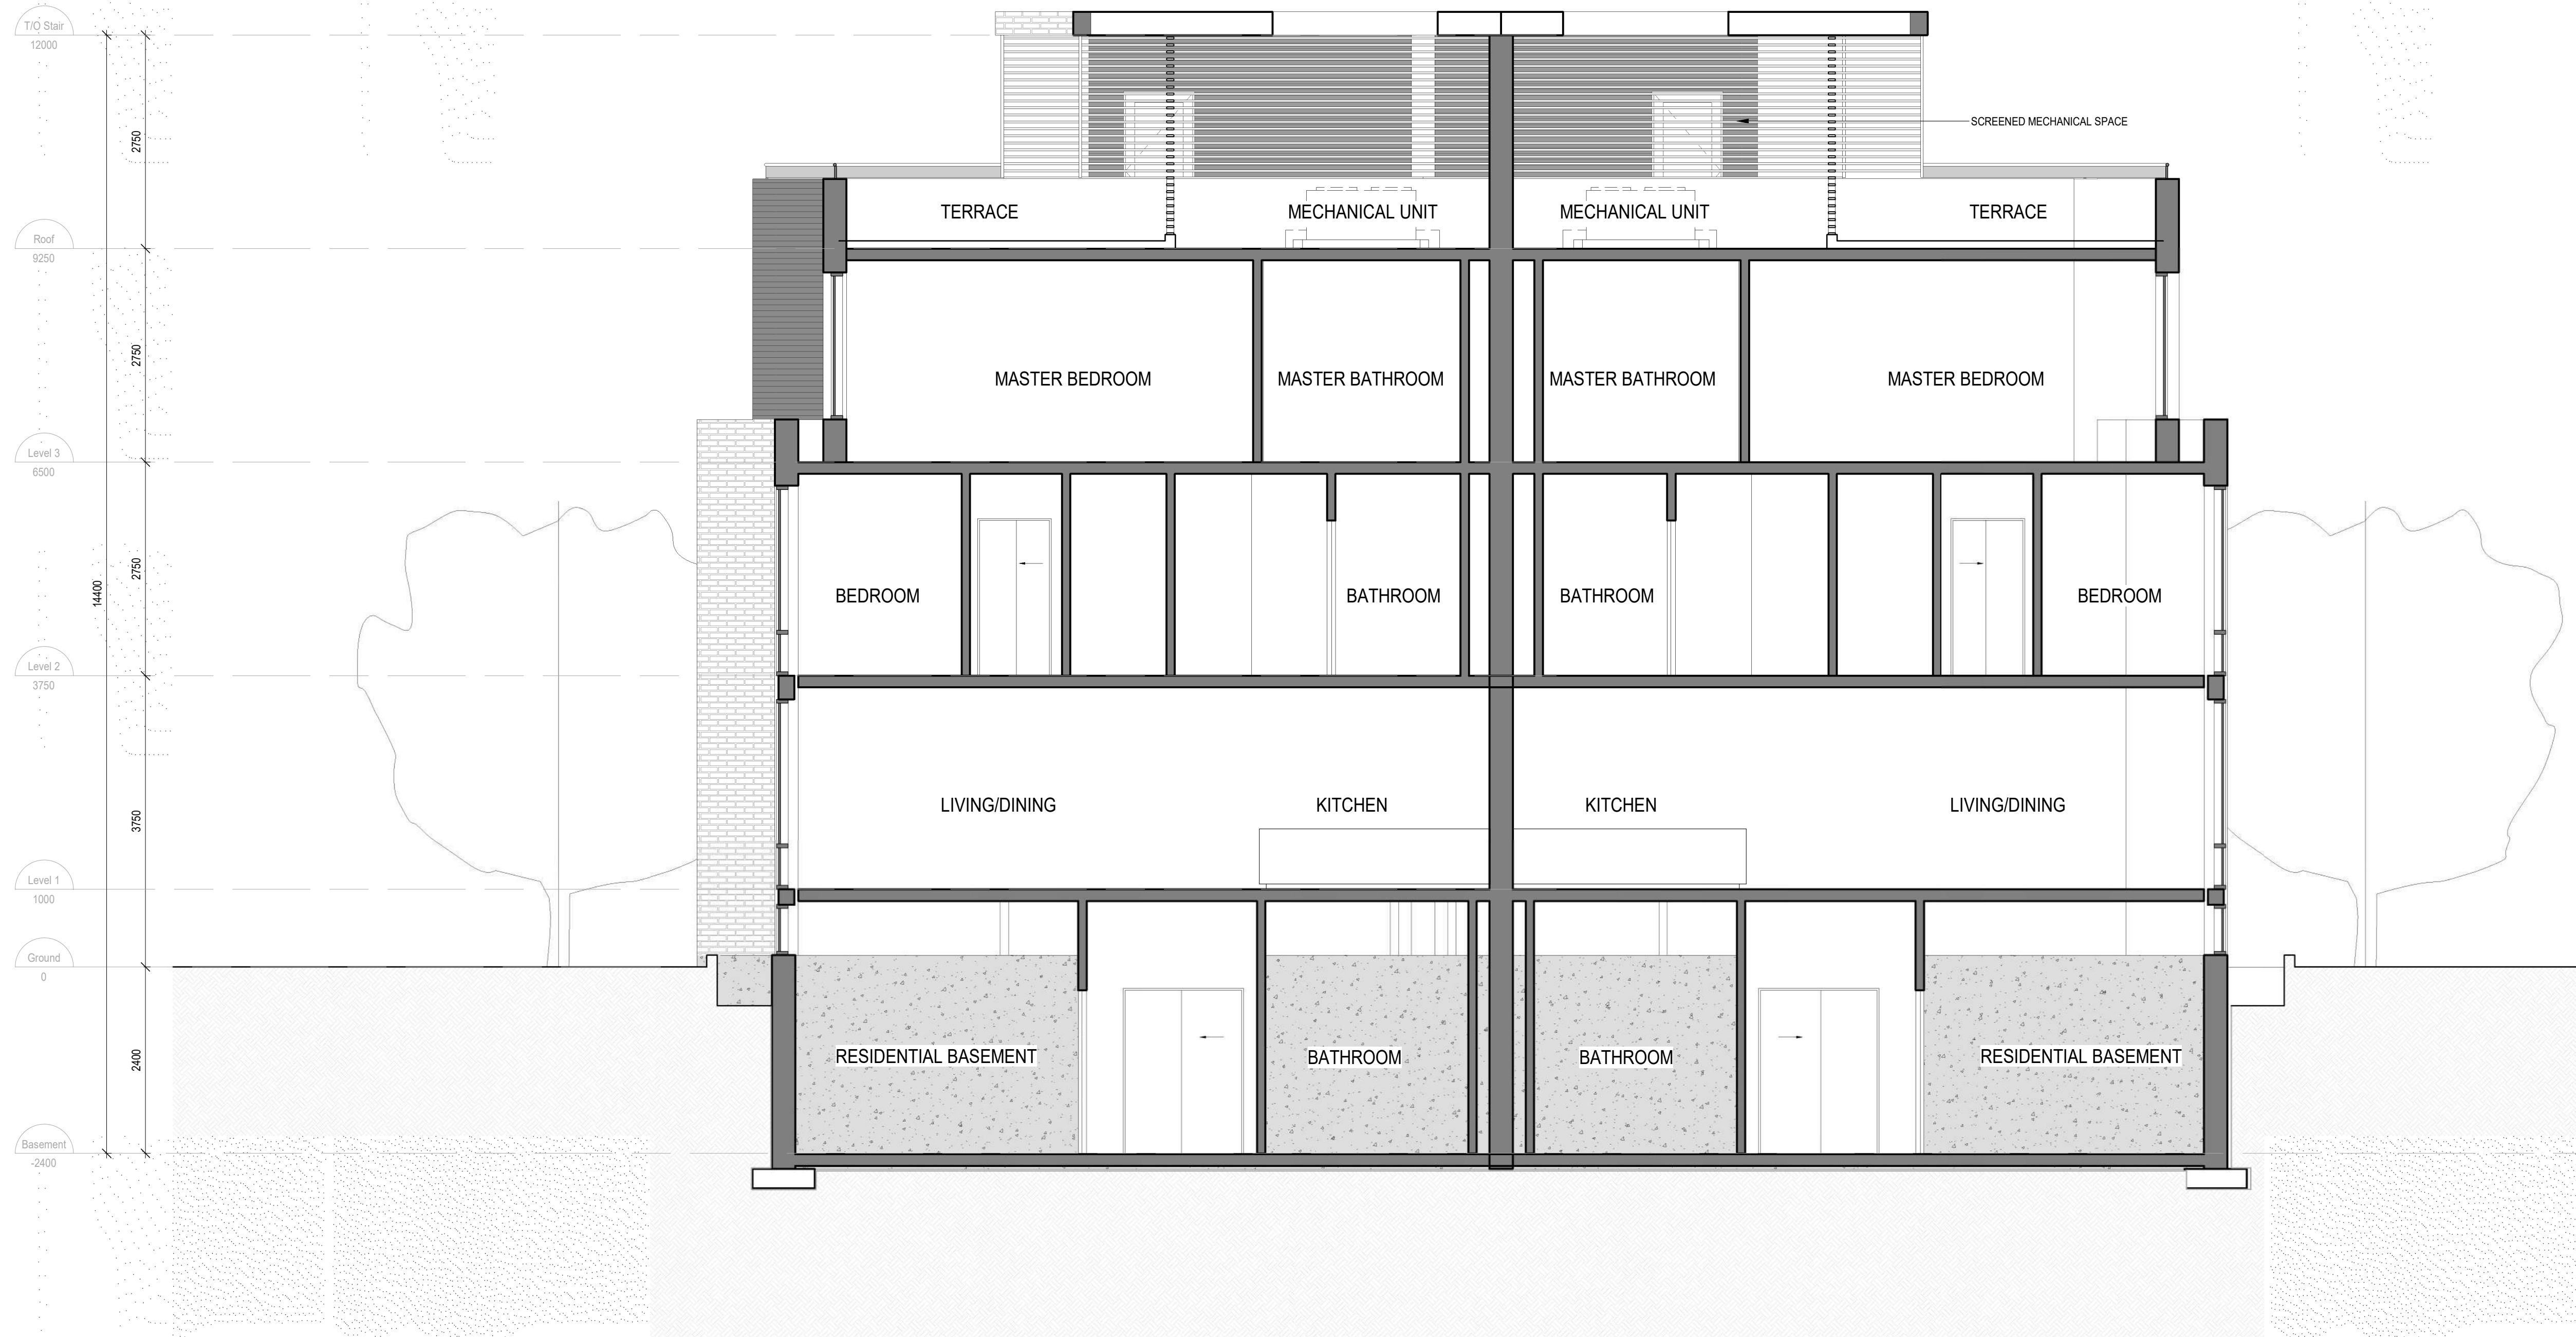 T/O Stair
12000
2750
SCREENED MECHANICAL SPACE
TERRACE
MECHANICAL UNIT
MECHANICAL UNIT
TERRACE
Roof
9250
2750
MASTER BEDROOM
MASTER BATHROOM
MASTER BATHROOM
MASTER BEDROOM
Level 3
6500
2750
14400
BEDROOM
BATHROOM
BATHROOM
BEDROOM
Level 2
3750
3750
LIVING/DINING
KITCHEN
KITCHEN
LIVING/DINING
Level 1
1000
Ground
0
2400
RESIDENTIAL BASEMENT
BATHROOM
BATHROOM
RESIDENTIAL BASEMENT
Basement
-2400